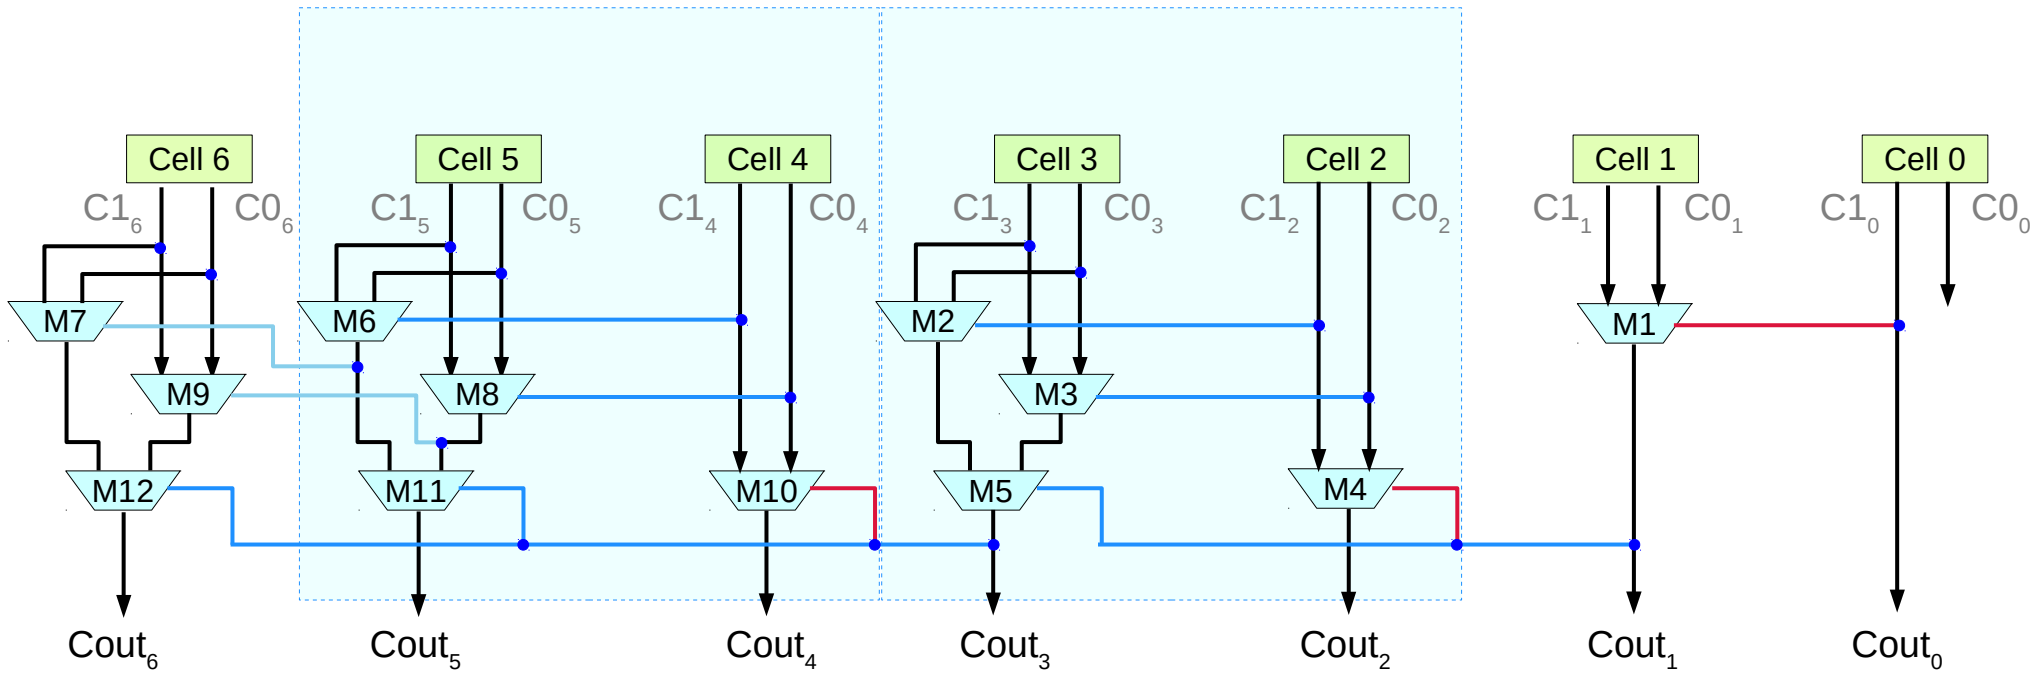 Cell 6 Cell 5 Cell 4 Cell 3 Cell 2 Cell 1 Cell 0
C1₆ C0₆ C1₅ C0₅ C1₄ C0₄ C1₃ C0₃ C1₂ C0₂ C1₁ C0₁ C1₀ C0₀
M7 M6 M2 M1
M9 M8 M3
M12 M11 M10 M5 M4
Cout₆ Cout₅ Cout₄ Cout₃ Cout₂ Cout₁ Cout₀